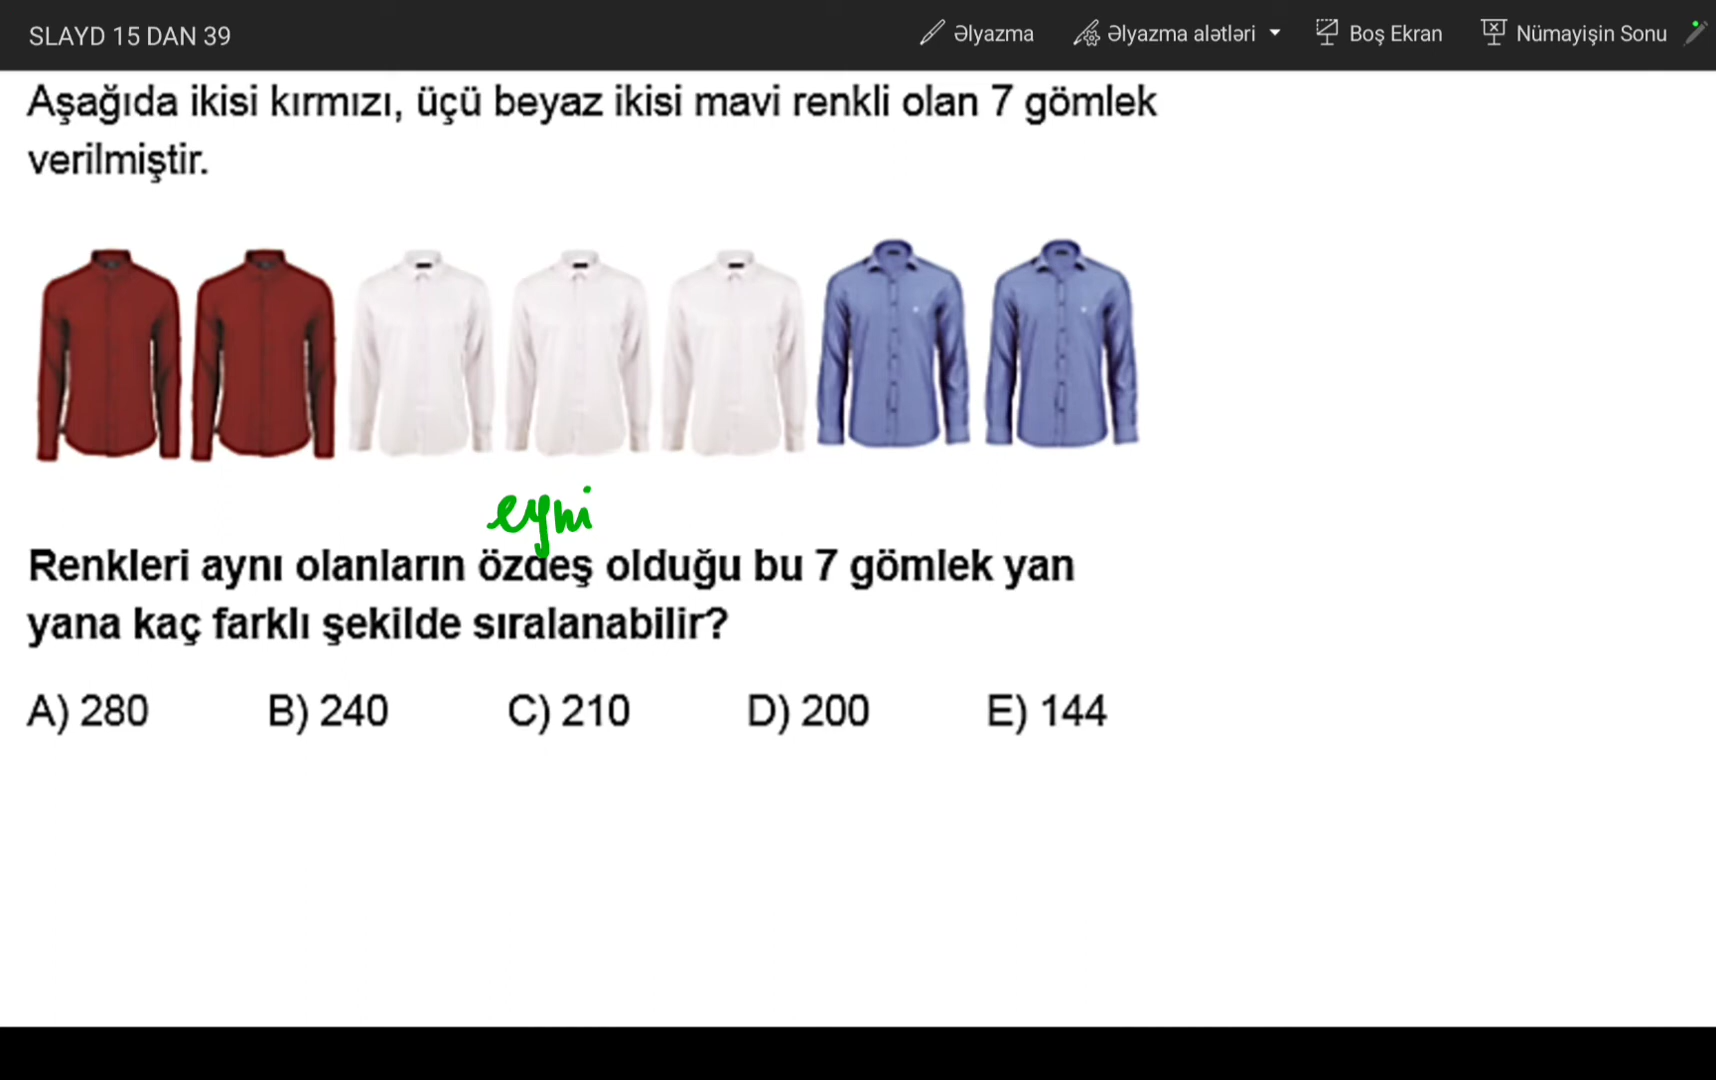 SLAYD 15 DAN 39
Əlyazma
Əlyazma alətləri
Boş Ekran
Nümayişin Sonu
Aşağıda ikisi kırmızı, üçü beyaz ikisi mavi renkli olan 7 gömlek
verilmiştir.
eyni
Renkleri aynı olanların özdeş olduğu bu 7 gömlek yan
yana kaç farklı şekilde sıralanabilir?
A) 280 B) 240 C) 210 D) 200 E) 144